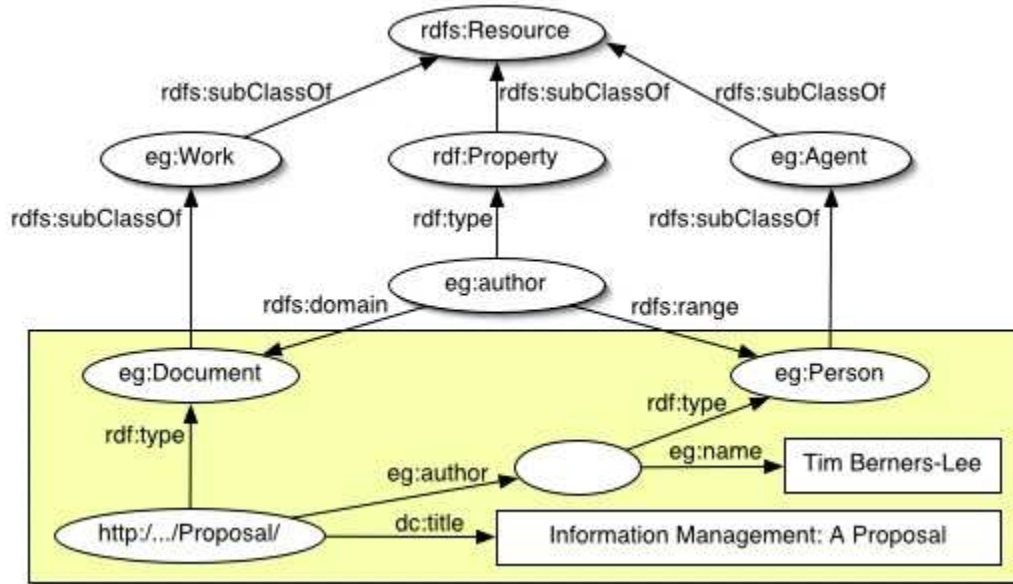 rdfs:Resource
rdfs:subClassOf
rdfs:subClassOf
rdfs:subClassOf
eg:Work
rdf:Property
eg:Agent
rdfs:subClassOf
rdf:type
rdfs:subClassOf
eg:author
rdfs:domain
rdfs:range
eg:Document
eg:Person
rdf:type
rdf:type
eg:author
eg:name
Tim Berners-Lee
http:/.../Proposal/
dc:title
Information Management: A Proposal